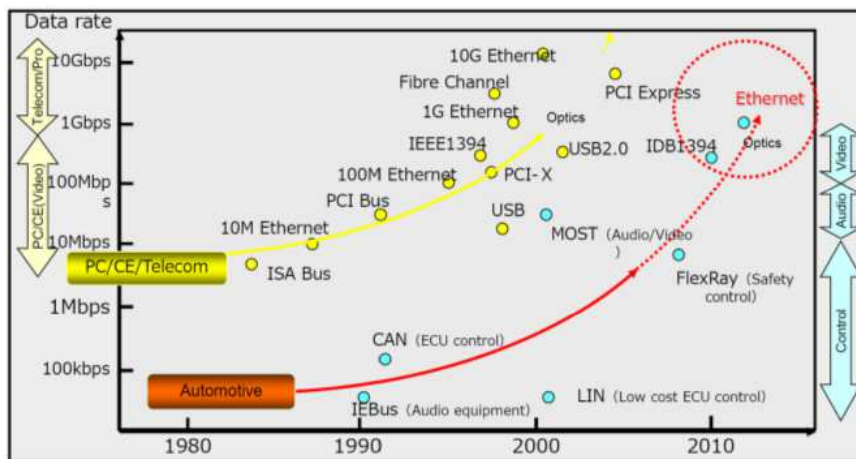 Data rate
Telecom/Pro
PC/CE(Video)
10Gbps
1Gbps
100Mbp
s
10Mbps
1Mbps
100kbps
10G Ethernet
Fibre Channel
PCI Express
1G Ethernet
Optics
Ethernet
IEEE1394
USB2.0
IDB1394
Optics
100M Ethernet
PCI-X
PCI Bus
USB
10M Ethernet
MOST (Audio/Video
)
PC/CE/Telecom
ISA Bus
FlexRay (Safety
control)
CAN (ECU control)
Automotive
IEBus (Audio equipment)
LIN (Low cost ECU control)
Video
Audio
Control
1980
1990
2000
2010